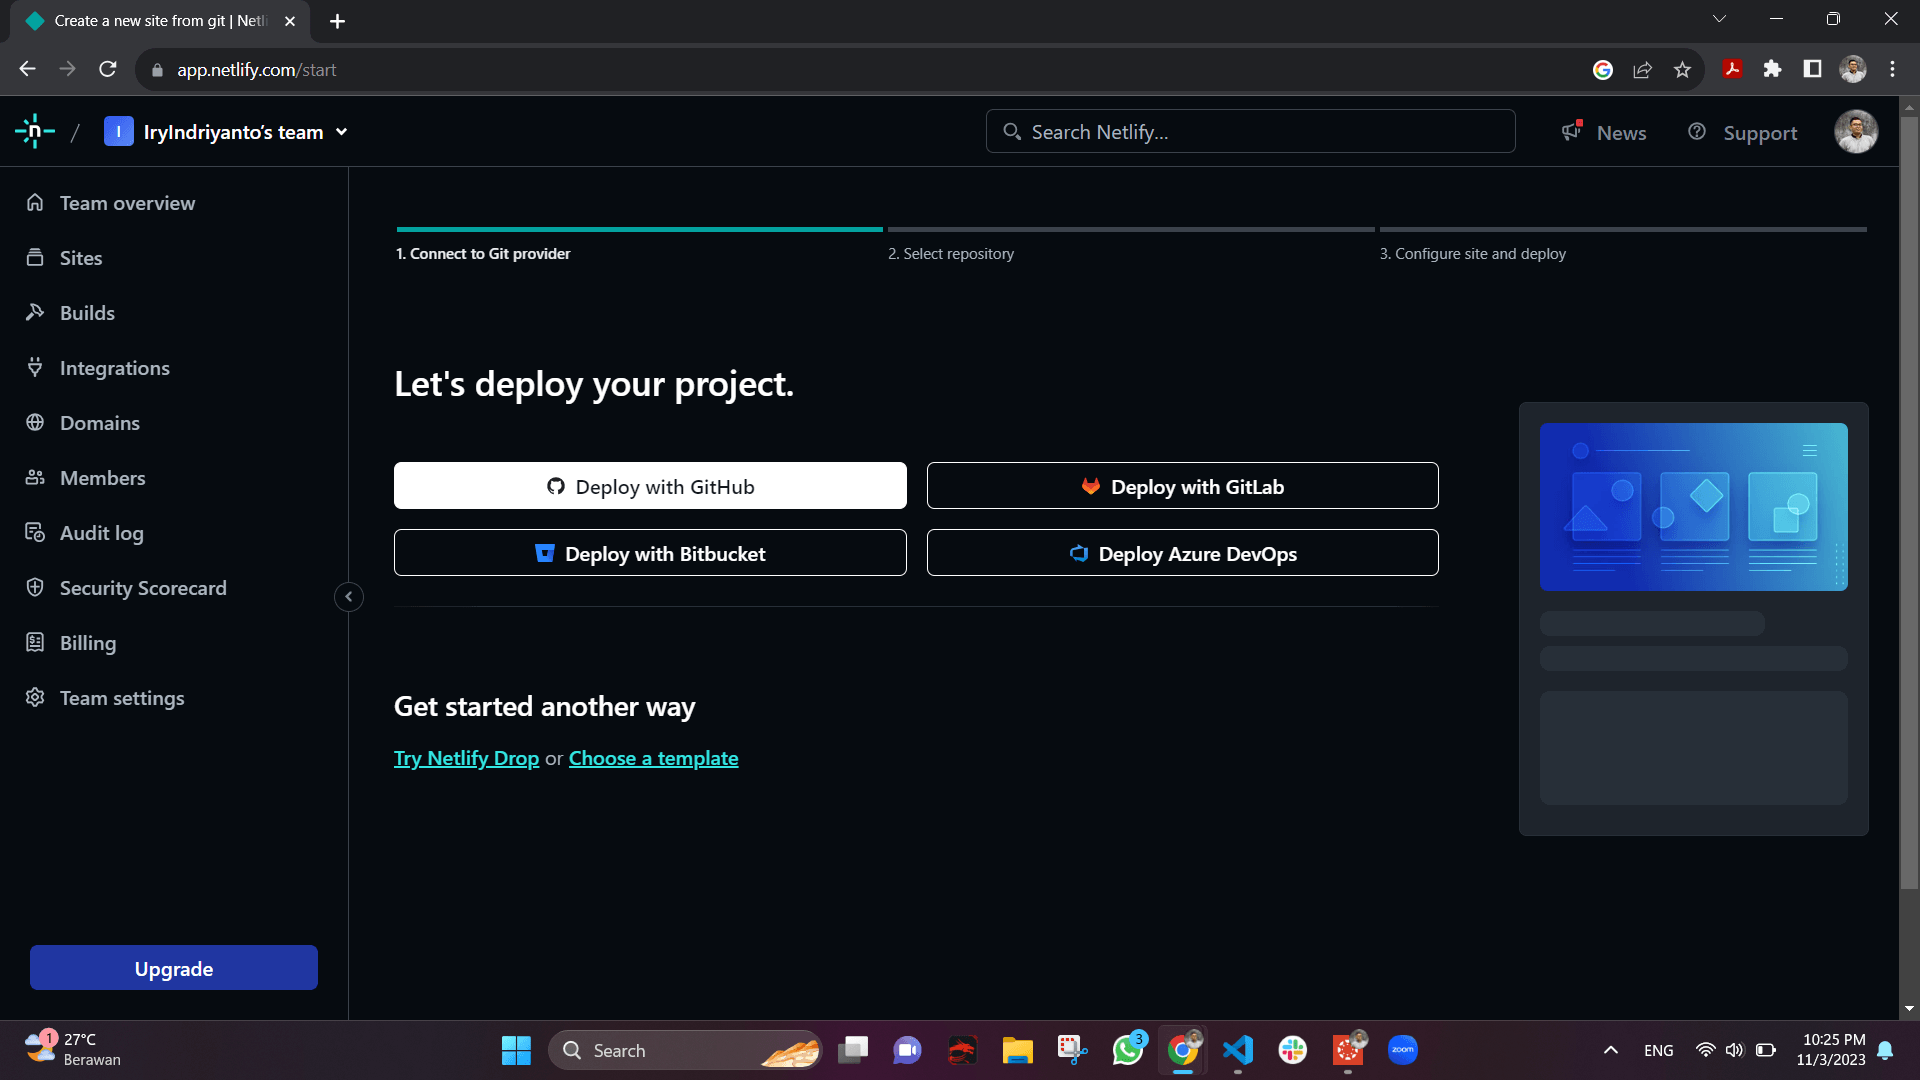 Create a new site from git | Netli
app.netlify.com/start
n / I IryIndriyanto's team
Search Netlify...
News
Support
Team overview
Sites
Builds
Integrations
Domains
Members
Audit log
Security Scorecard
Billing
Team settings
Upgrade
1. Connect to Git provider
2. Select repository
3. Configure site and deploy
Let's deploy your project.
Deploy with GitHub
Deploy with GitLab
Deploy with Bitbucket
Deploy Azure DevOps
Get started another way
Try Netlify Drop or Choose a template
1
27°C
Berawan
Search
3
zoom
ENG
10:25 PM
11/3/2023